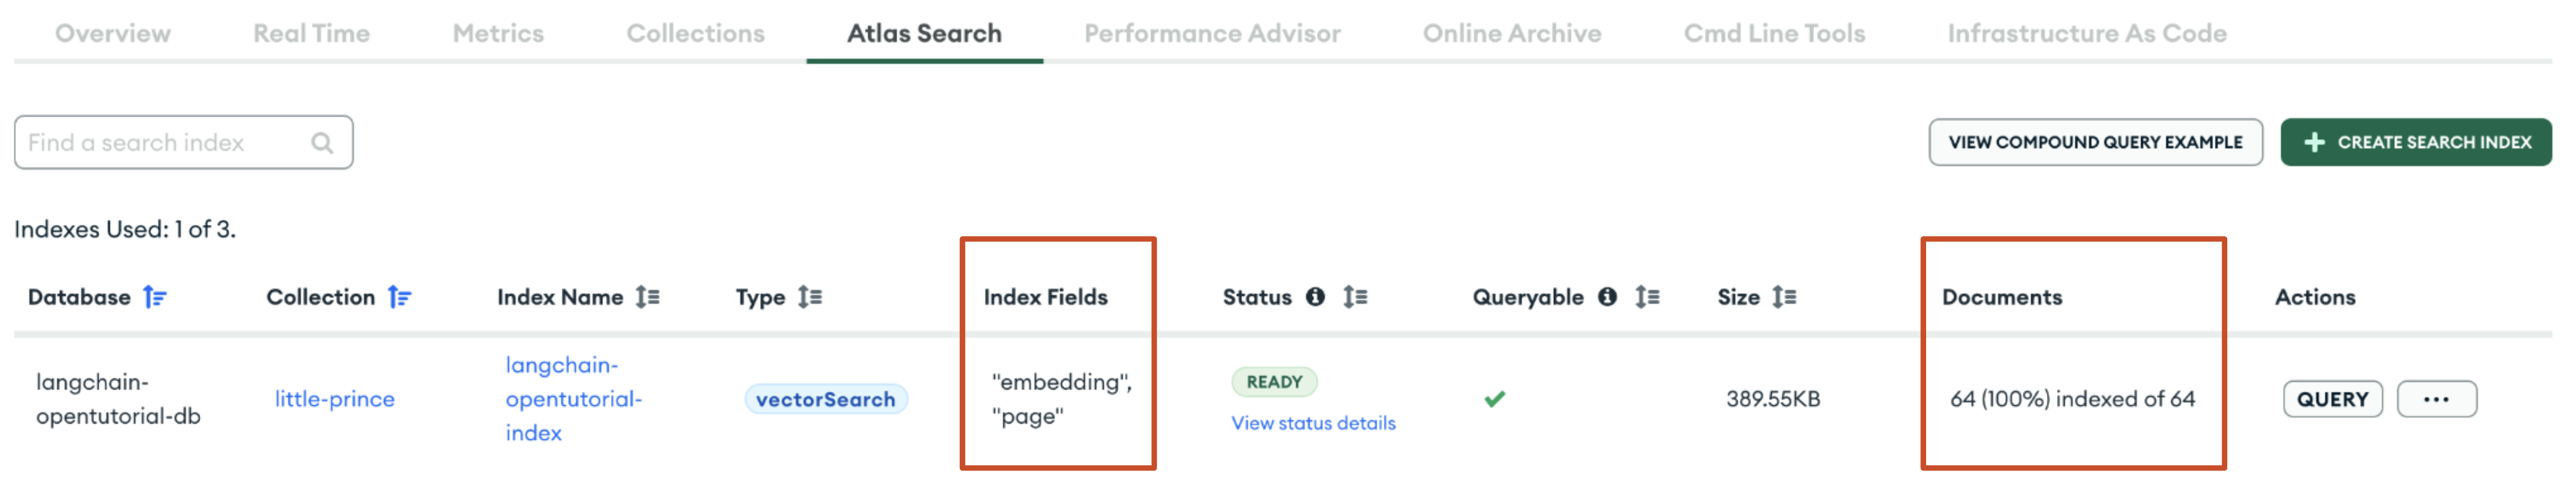 Overview Real Time Metrics Collections Atlas Search Performance Advisor Online Archive Cmd Line Tools Infrastructure As Code
Find a search index
VIEW COMPOUND QUERY EXAMPLE
+ CREATE SEARCH INDEX
Indexes Used: 1 of 3.
Database Collection Index Name Type Index Fields Status Queryable Size Documents Actions
langchain-
opentutorial-db
little-prince
langchain-
opentutorial-
index
vectorSearch
"embedding",
"page"
READY
View status details
389.55KB
64 (100%) indexed of 64
QUERY
...